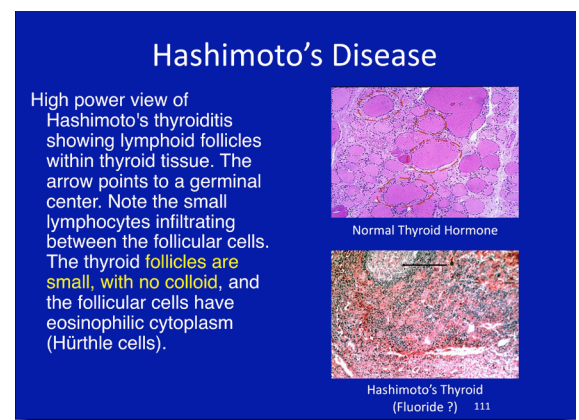 Hashimoto's Disease
High power view of
Hashimoto's thyroiditis
showing lymphoid follicles
within thyroid tissue. The
arrow points to a germinal
center. Note the small
lymphocytes infiltrating
between the follicular cells.
The thyroid follicles are
small, with no colloid, and
the follicular cells have
eosinophilic cytoplasm
(Hürthle cells).
Normal Thyroid Hormone
Hashimoto's Thyroid
(Fluoride ?)
111